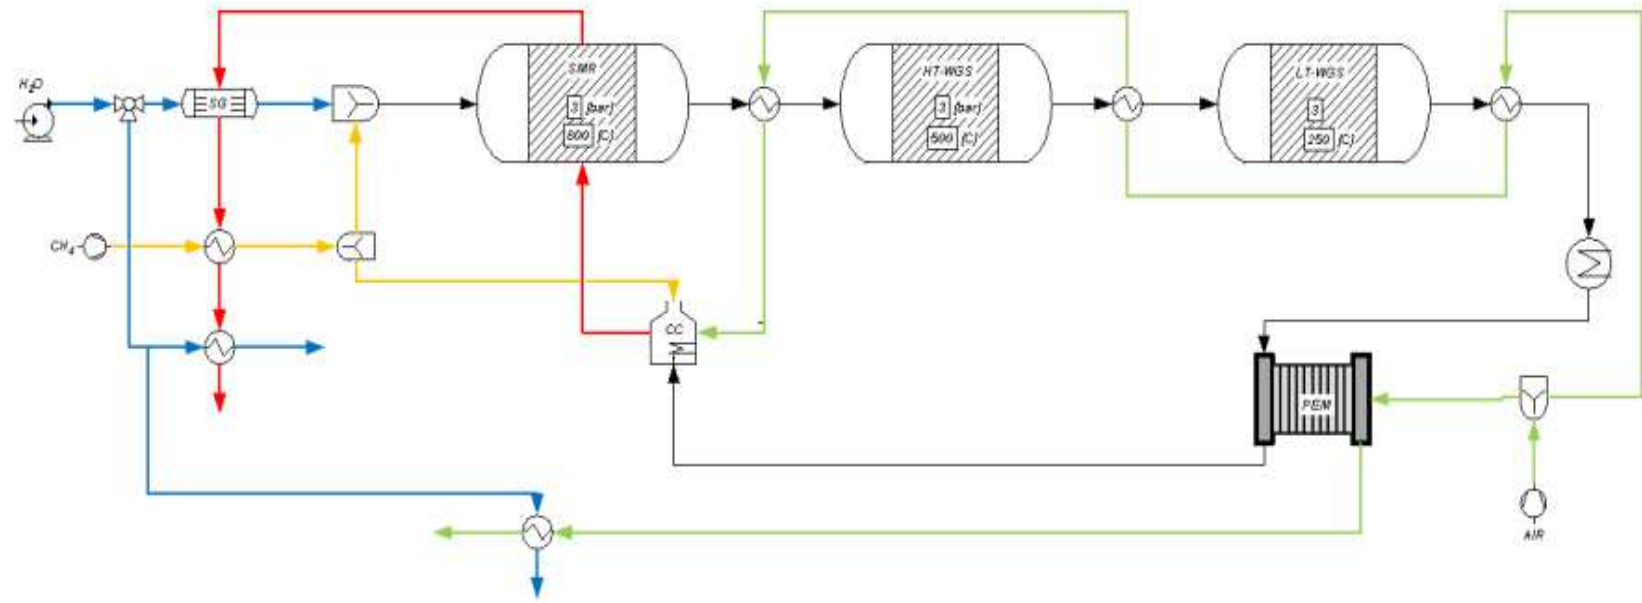 H₂O
SG
SMR
3 (bar)
800 (C)
HT-WGS
3 (bar)
500 (C)
LT-WGS
3
250 (C)
CH₄
CC
PEM
AIR